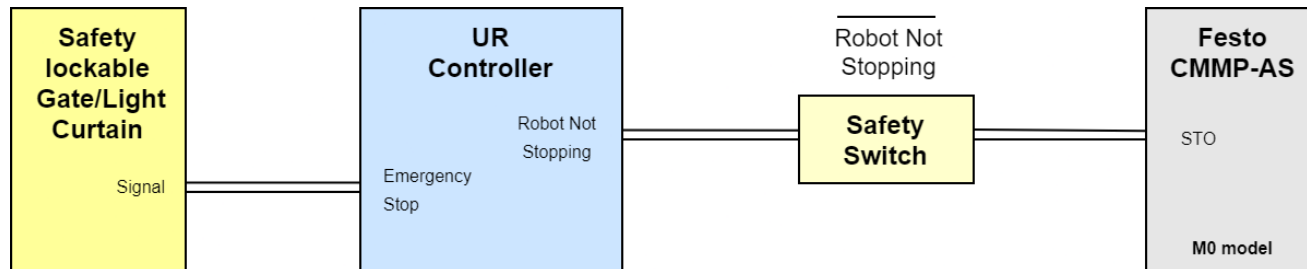 Safety
lockable
Gate/Light
Curtain
Signal
UR
Controller
Robot Not
Stopping
Emergency
Stop
Robot Not
Stopping
Safety
Switch
Festo
CMMP-AS
STO
M0 model